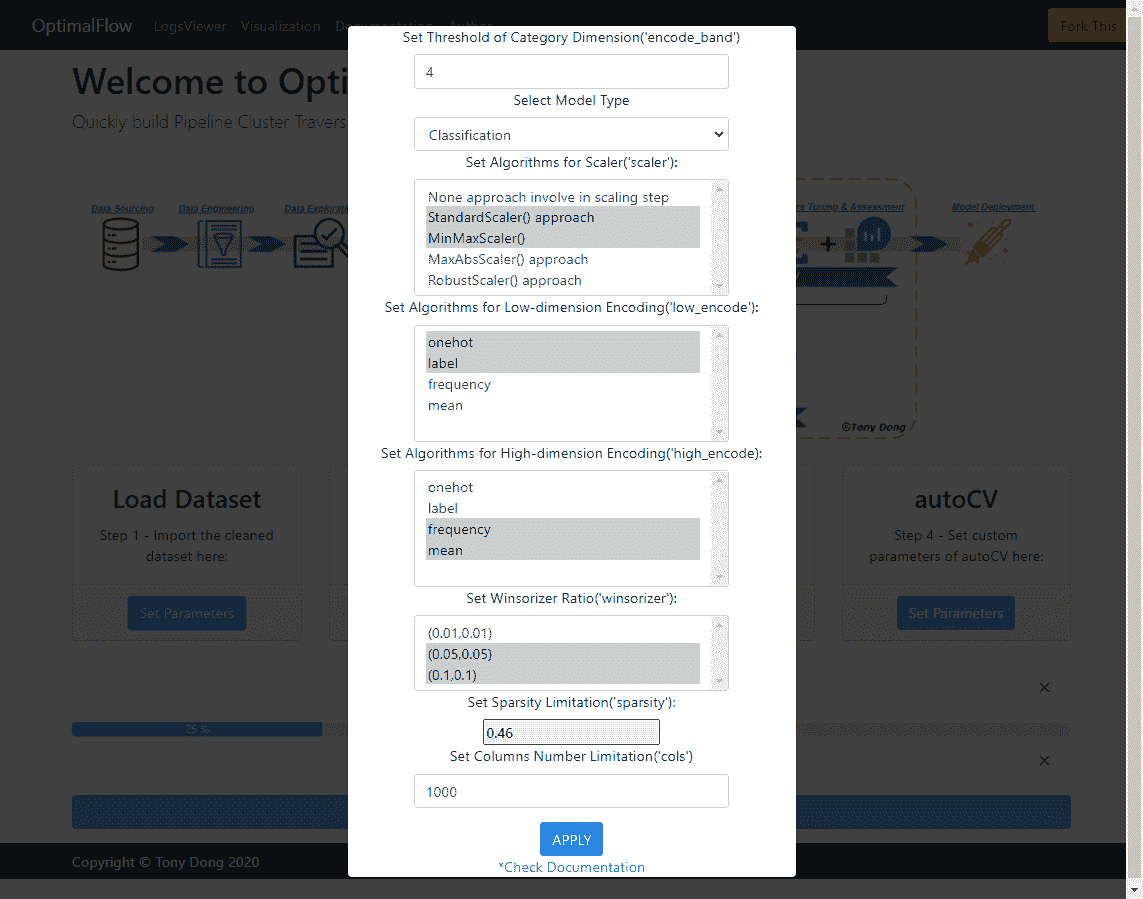 OptimalFlow LogsViewer Visualization Documentation Author
Fork This
Welcome to Opti
Quickly build Pipeline Cluster Travers
Data Sourcing Data Engineering Data Explorat
rs Tuning & Assessment Model Deployment
©Tony Dong
Set Threshold of Category Dimension('encode_band')
4
Select Model Type
Classification
Set Algorithms for Scaler('scaler'):
None approach involve in scaling step
StandardScaler() approach
MinMaxScaler()
MaxAbsScaler() approach
RobustScaler() approach
Set Algorithms for Low-dimension Encoding('low_encode'):
onehot
label
frequency
mean
Set Algorithms for High-dimension Encoding('high_encode):
onehot
label
frequency
mean
Set Winsorizer Ratio('winsorizer'):
(0.01,0.01)
(0.05,0.05)
(0.1,0.1)
Set Sparsity Limitation('sparsity'):
0.46
Set Columns Number Limitation('cols')
1000
APPLY
*Check Documentation
Load Dataset
Step 1 - Import the cleaned
dataset here:
Set Parameters
autoCV
Step 4 - Set custom
parameters of autoCV here:
Set Parameters
×
25 %
×
Copyright © Tony Dong 2020